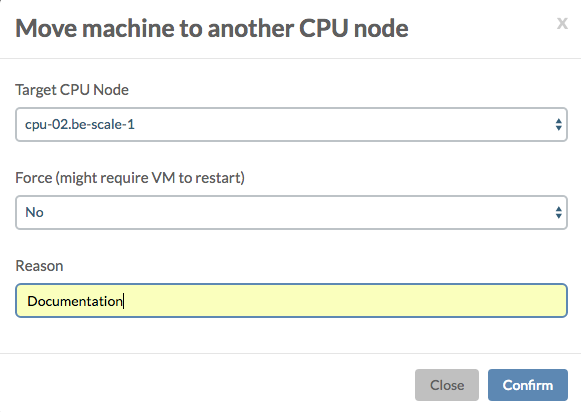 Move machine to another CPU node
x
Target CPU Node
cpu-02.be-scale-1
Force (might require VM to restart)
No
Reason
Documentation
Close
Confirm